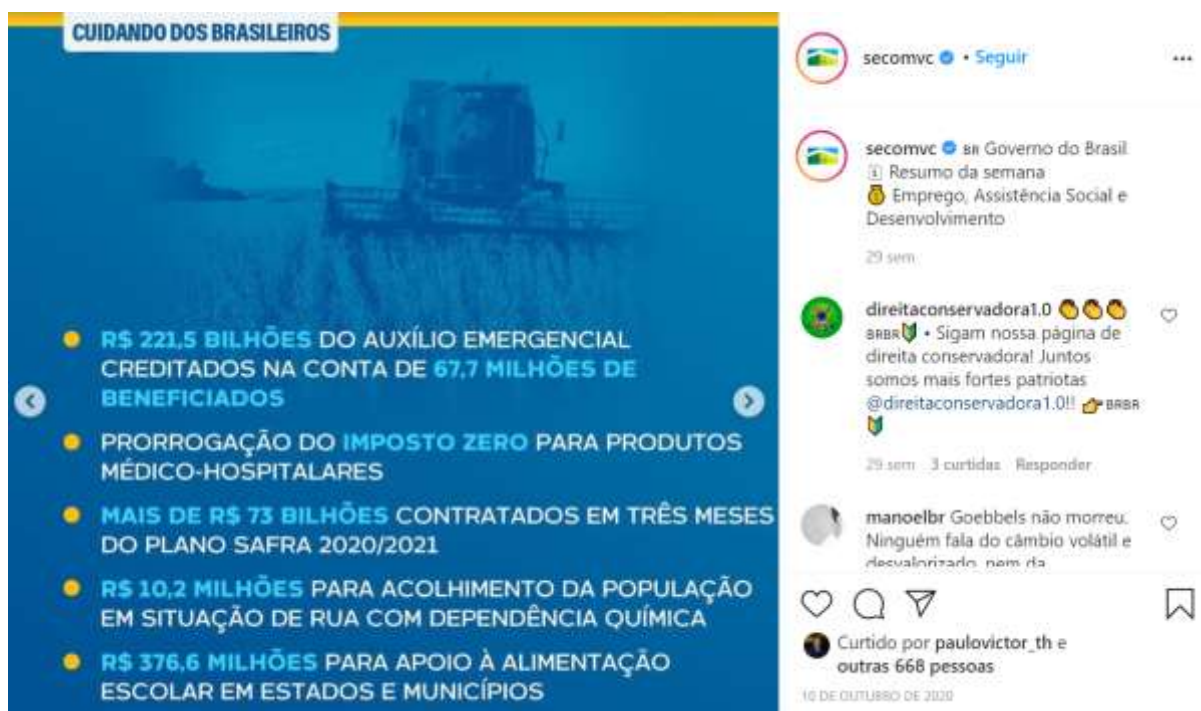 CUIDANDO DOS BRASILEIROS
R$ 221,5 BILHÕES DO AUXÍLIO EMERGENCIAL
CREDITADOS NA CONTA DE 67,7 MILHÕES DE
BENEFICIADOS
PRORROGAÇÃO DO IMPOSTO ZERO PARA PRODUTOS
MÉDICO-HOSPITALARES
MAIS DE R$ 73 BILHÕES CONTRATADOS EM TRÊS MESES
DO PLANO SAFRA 2020/2021
R$ 10,2 MILHÕES PARA ACOLHIMENTO DA POPULAÇÃO
EM SITUAÇÃO DE RUA COM DEPENDÊNCIA QUÍMICA
R$ 376,6 MILHÕES PARA APOIO À ALIMENTAÇÃO
ESCOLAR EM ESTADOS E MUNICÍPIOS
secomvc • Seguir
secomvc BR Governo do Brasil
Resumo da semana
Emprego, Assistência Social e
Desenvolvimento
29 sem
direitaconservadora1.0
BRBR • Sigam nossa página de
direita conservadora! Juntos
somos mais fortes patriotas
@direitaconservadora1.0!! BRBR
29 sem 3 curtidas Responder
manoelbr Goebbels não morreu.
Ninguém fala do câmbio volátil e
desvalorizado, nem da
Curtido por paulovictor_th e
outras 668 pessoas
10 DE OUTUBRO DE 2020